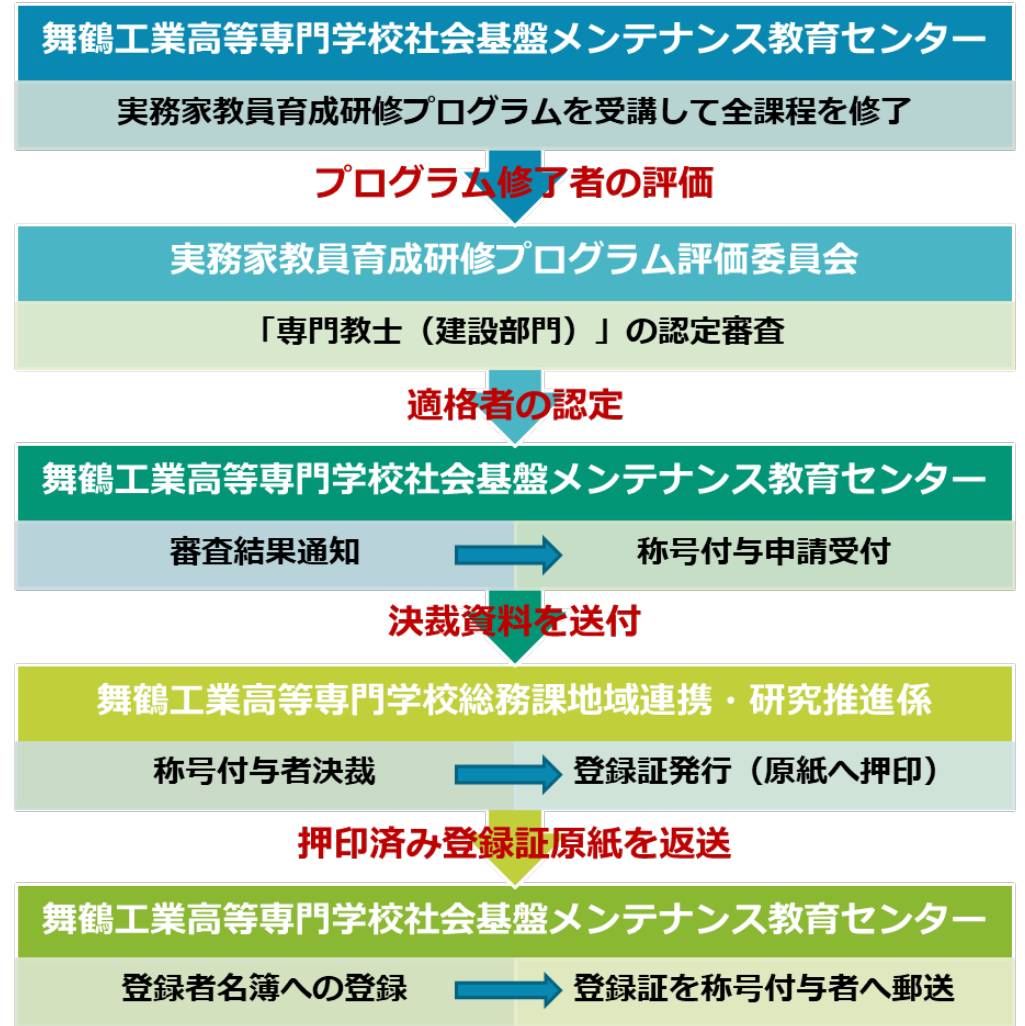 舞鶴工業高等専門学校社会基盤メンテナンス教育センター
実務家教員育成研修プログラムを受講して全課程を修了
プログラム修了者の評価
実務家教員育成研修プログラム評価委員会
「専門教士（建設部門）」の認定審査
適格者の認定
舞鶴工業高等専門学校社会基盤メンテナンス教育センター
審査結果通知
称号付与申請受付
決裁資料を送付
舞鶴工業高等専門学校総務課地域連携・研究推進係
称号付与者決裁
登録証発行（原紙へ押印）
押印済み登録証原紙を返送
舞鶴工業高等専門学校社会基盤メンテナンス教育センター
登録者名簿への登録
登録証を称号付与者へ郵送